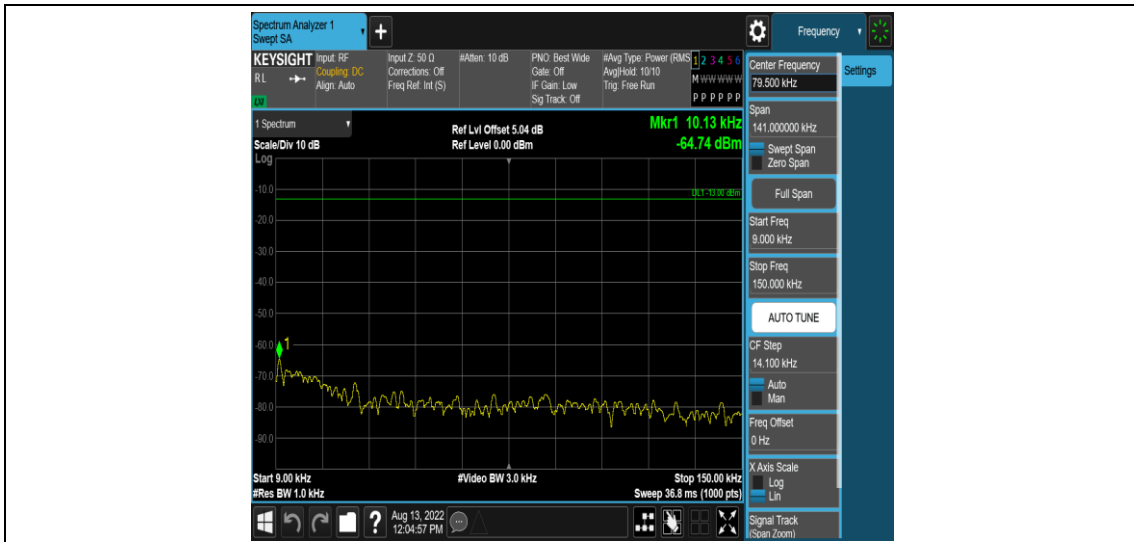 Spectrum Analyzer 1
Swept SA
+
Frequency
KEYSIGHT
RL
LM
Input: RF
Coupling: DC
Align: Auto
Input Z: 50 Ω
Corrections: Off
Freq Ref: Int (S)
#Atten: 10 dB
PNO: Best Wide
Gate: Off
IF Gain: Low
Sig Track: Off
#Avg Type: Power (RMS
Avg|Hold: 10/10
Trig: Free Run
1 2 3 4 5 6
M W W W W W
P P P P P P
Center Frequency
79.500 kHz
Settings
Span
141.000000 kHz
Swept Span
Zero Span
Full Span
Start Freq
9.000 kHz
Stop Freq
150.000 kHz
AUTO TUNE
CF Step
14.100 kHz
Auto
Man
Freq Offset
0 Hz
X Axis Scale
Log
Lin
Signal Track
(Span Zoom)
1 Spectrum
Scale/Div 10 dB
Ref Lvl Offset 5.04 dB
Ref Level 0.00 dBm
Mkr1 10.13 kHz
-64.74 dBm
Log
-10.0
DL1 -13.00 dBm
-20.0
-30.0
-40.0
-50.0
-60.0
1
-70.0
-80.0
-90.0
Start 9.00 kHz
#Video BW 3.0 kHz
Stop 150.00 kHz
#Res BW 1.0 kHz
Sweep 36.8 ms (1000 pts)
?
Aug 13, 2022
12:04:57 PM